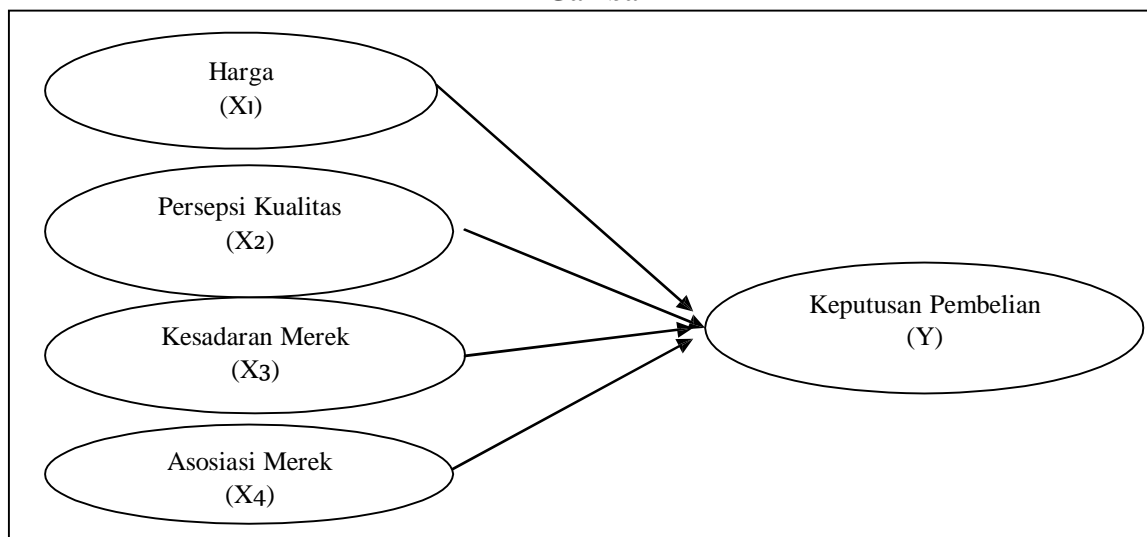 Harga
(X1)
Persepsi Kualitas
(X2)
Kesadaran Merek
(X3)
Asosiasi Merek
(X4)
Keputusan Pembelian
(Y)